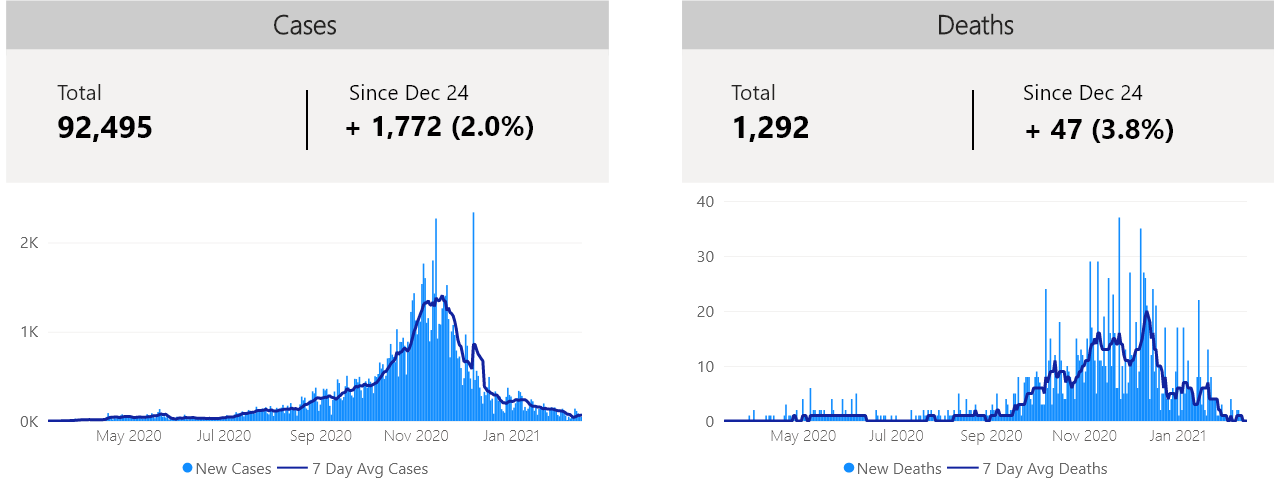 Cases
Total
Since Dec 24
92,495
+ 1,772 (2.0%)
2K
1K
0K
May 2020 Jul 2020 Sep 2020 Nov 2020 Jan 2021
New Cases 7 Day Avg Cases
Deaths
Total
Since Dec 24
1,292
+ 47 (3.8%)
40
30
20
10
0
May 2020 Jul 2020 Sep 2020 Nov 2020 Jan 2021
New Deaths 7 Day Avg Deaths